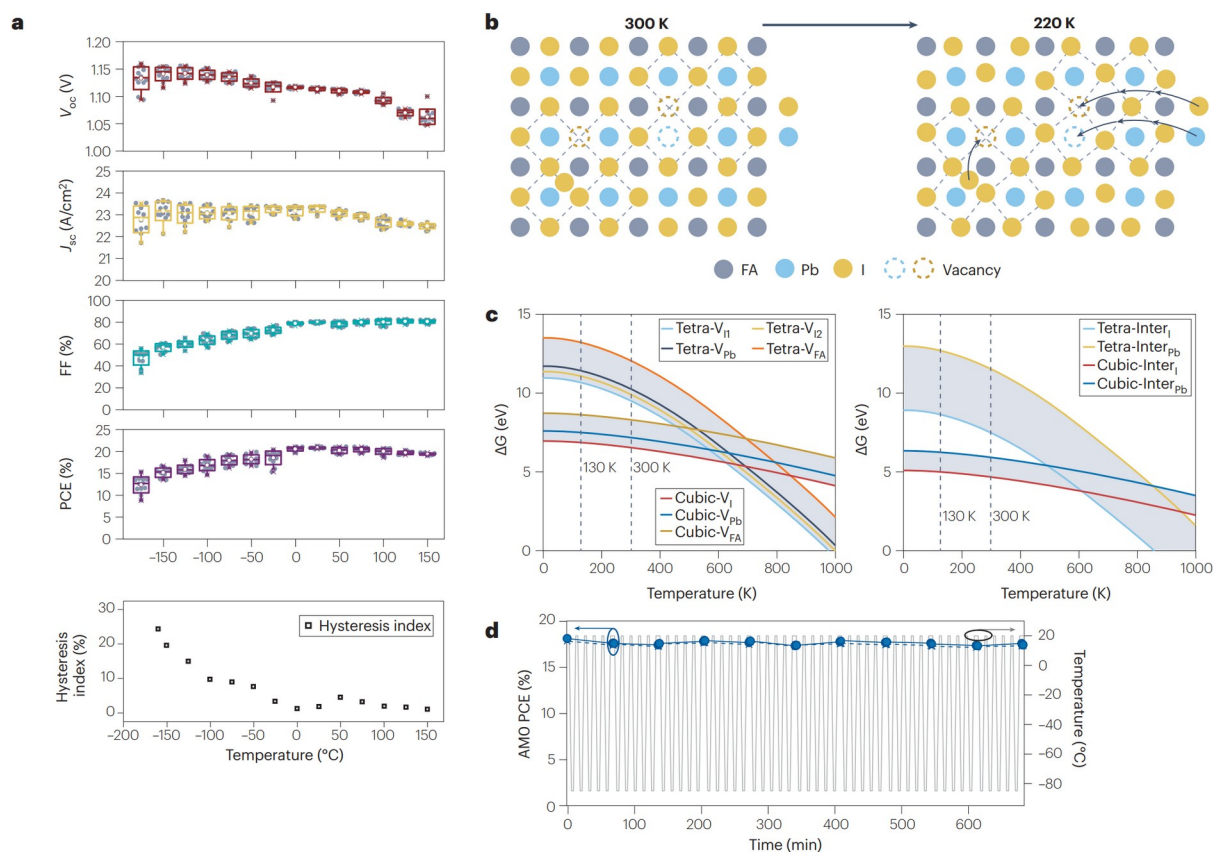 a
1.20
1.15
1.10
1.05
1.00
V_oc (V)
25
24
23
22
21
20
J_sc (A/cm2)
100
80
60
40
20
0
FF (%)
25
20
15
10
5
0
PCE (%)
−150 −100 −50 0 50 100 150
30
20
10
0
Hysteresis
index (%)
Hysteresis index
−200 −150 −100 −50 0 50 100 150
Temperature (°C)
b
300 K
220 K
FA Pb I Vacancy
c
15
10
5
0
ΔG (eV)
Tetra-V_I1 Tetra-V_I2
Tetra-V_Pb Tetra-V_FA
130 K 300 K
Cubic-V_I
Cubic-V_Pb
Cubic-V_FA
0 200 400 600 800 1000
Temperature (K)
15
10
5
0
ΔG (eV)
Tetra-Inter_I
Tetra-Inter_Pb
Cubic-Inter_I
Cubic-Inter_Pb
130 K 300 K
0 200 400 600 800 1000
Temperature (K)
d
20
15
10
5
0
AM0 PCE (%)
20
0
−20
−40
−60
−80
Temperature (°C)
0 100 200 300 400 500 600
Time (min)